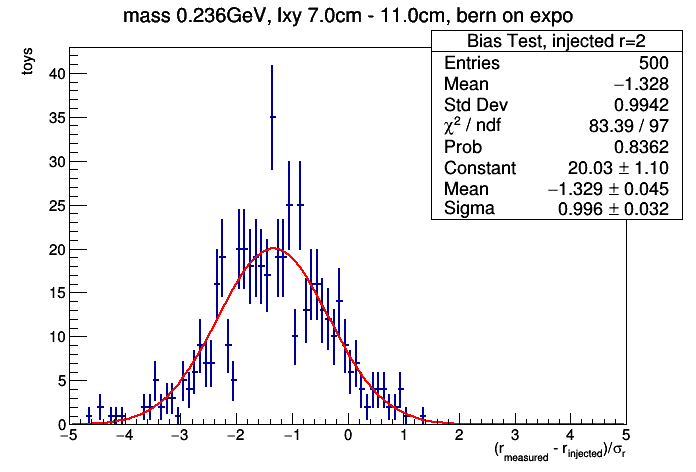 mass 0.236GeV, lxy 7.0cm - 11.0cm, bern on expo
Bias Test, injected r=2
Entries 500
Mean −1.328
Std Dev 0.9942
χ² / ndf 83.39 / 97
Prob 0.8362
Constant 20.03 ± 1.10
Mean −1.329 ± 0.045
Sigma 0.996 ± 0.032
toys
40
35
30
25
20
15
10
5
0
−5 −4 −3 −2 −1 0 1 2 3 4 5
(r_measured - r_injected)/σ_r